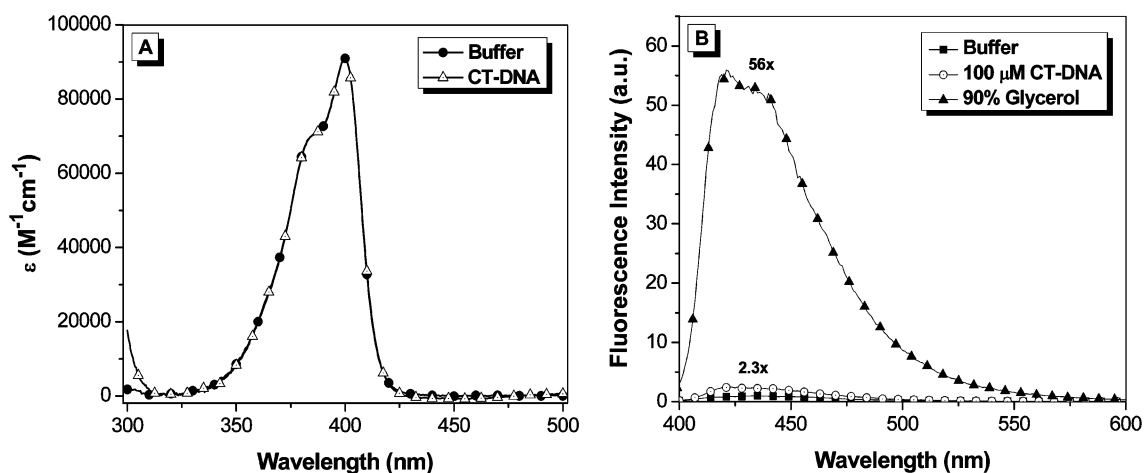 A
Buffer
CT-DNA
100000
80000
60000
40000
20000
0
ε (M⁻¹cm⁻¹)
300 350 400 450 500
Wavelength (nm)
B
Buffer
100 μM CT-DNA
90% Glycerol
56x
2.3x
60
50
40
30
20
10
0
Fluorescence Intensity (a.u.)
400 450 500 550 600
Wavelength (nm)